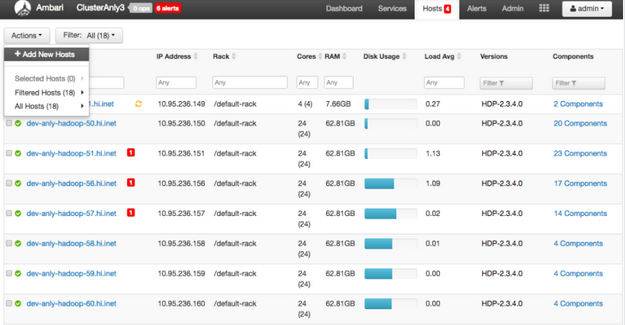 Ambari ClusterAnly3 0 ops 6 alerts Dashboard Services Hosts 4 Alerts Admin admin
Actions Filter: All (18)
+ Add New Hosts
Selected Hosts (0)
Filtered Hosts (18)
All Hosts (18)
IP Address Rack Cores RAM Disk Usage Load Avg Versions Components
Any Any Any Any Any Filter Filter
1.hi.inet 10.95.236.149 /default-rack 4 (4) 7.66GB 0.27 HDP-2.3.4.0 2 Components
dev-anly-hadoop-50.hi.inet 10.95.236.150 /default-rack 24 (24) 62.81GB 0.00 HDP-2.3.4.0 20 Components
dev-anly-hadoop-51.hi.inet 1 10.95.236.151 /default-rack 24 (24) 62.81GB 1.13 HDP-2.3.4.0 23 Components
dev-anly-hadoop-56.hi.inet 1 10.95.236.156 /default-rack 24 (24) 62.81GB 1.09 HDP-2.3.4.0 17 Components
dev-anly-hadoop-57.hi.inet 1 10.95.236.157 /default-rack 24 (24) 62.81GB 0.02 HDP-2.3.4.0 14 Components
dev-anly-hadoop-58.hi.inet 10.95.236.158 /default-rack 24 (24) 62.81GB 0.01 HDP-2.3.4.0 4 Components
dev-anly-hadoop-59.hi.inet 10.95.236.159 /default-rack 24 (24) 62.81GB 0.00 HDP-2.3.4.0 4 Components
dev-anly-hadoop-60.hi.inet 10.95.236.160 /default-rack 24 (24) 62.81GB 0.00 HDP-2.3.4.0 4 Components